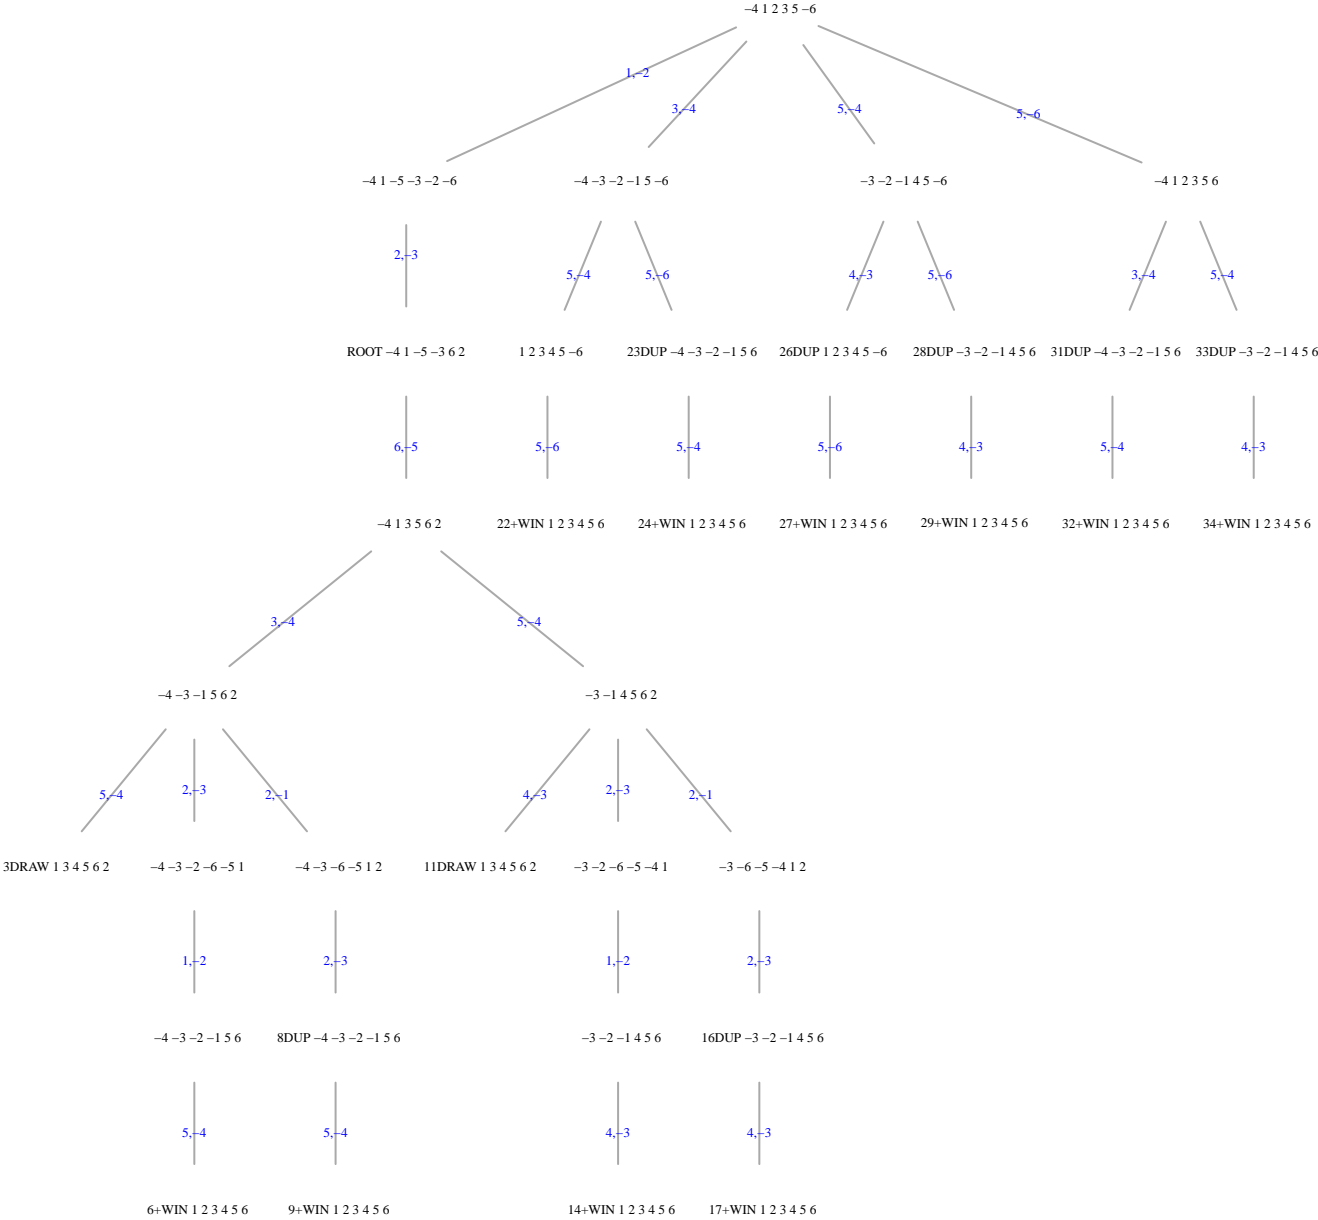 −4 1 2 3 5 −6
1,−2
3,−4
5,−4
5,−6
−4 1 −5 −3 −2 −6
−4 −3 −2 −1 5 −6
−3 −2 −1 4 5 −6
−4 1 2 3 5 6
2,−3
5,−4
5,−6
4,−3
5,−6
3,−4
5,−4
ROOT −4 1 −5 −3 6 2
1 2 3 4 5 −6
23DUP −4 −3 −2 −1 5 6
26DUP 1 2 3 4 5 −6
28DUP −3 −2 −1 4 5 6
31DUP −4 −3 −2 −1 5 6
33DUP −3 −2 −1 4 5 6
6,−5
5,−6
5,−4
5,−6
4,−3
5,−4
4,−3
−4 1 3 5 6 2
22+WIN 1 2 3 4 5 6
24+WIN 1 2 3 4 5 6
27+WIN 1 2 3 4 5 6
29+WIN 1 2 3 4 5 6
32+WIN 1 2 3 4 5 6
34+WIN 1 2 3 4 5 6
3,−4
5,−4
−4 −3 −1 5 6 2
−3 −1 4 5 6 2
5,−4
2,−3
2,−1
4,−3
2,−3
2,−1
3DRAW 1 3 4 5 6 2
−4 −3 −2 −6 −5 1
−4 −3 −6 −5 1 2
11DRAW 1 3 4 5 6 2
−3 −2 −6 −5 −4 1
−3 −6 −5 −4 1 2
1,−2
2,−3
1,−2
2,−3
−4 −3 −2 −1 5 6
8DUP −4 −3 −2 −1 5 6
−3 −2 −1 4 5 6
16DUP −3 −2 −1 4 5 6
5,−4
5,−4
4,−3
4,−3
6+WIN 1 2 3 4 5 6
9+WIN 1 2 3 4 5 6
14+WIN 1 2 3 4 5 6
17+WIN 1 2 3 4 5 6